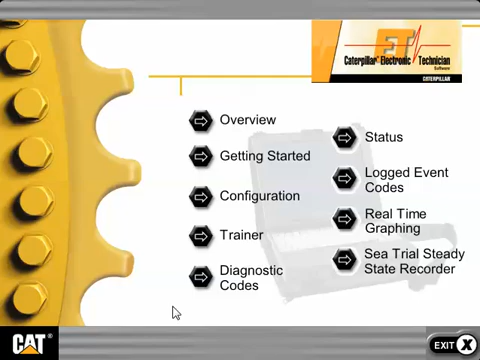 ET
Caterpillar Electronic Technician
Software
CATERPILLAR
Overview
Getting Started
Configuration
Trainer
Diagnostic
Codes
Status
Logged Event
Codes
Real Time
Graphing
Sea Trial Steady
State Recorder
CAT
EXIT X